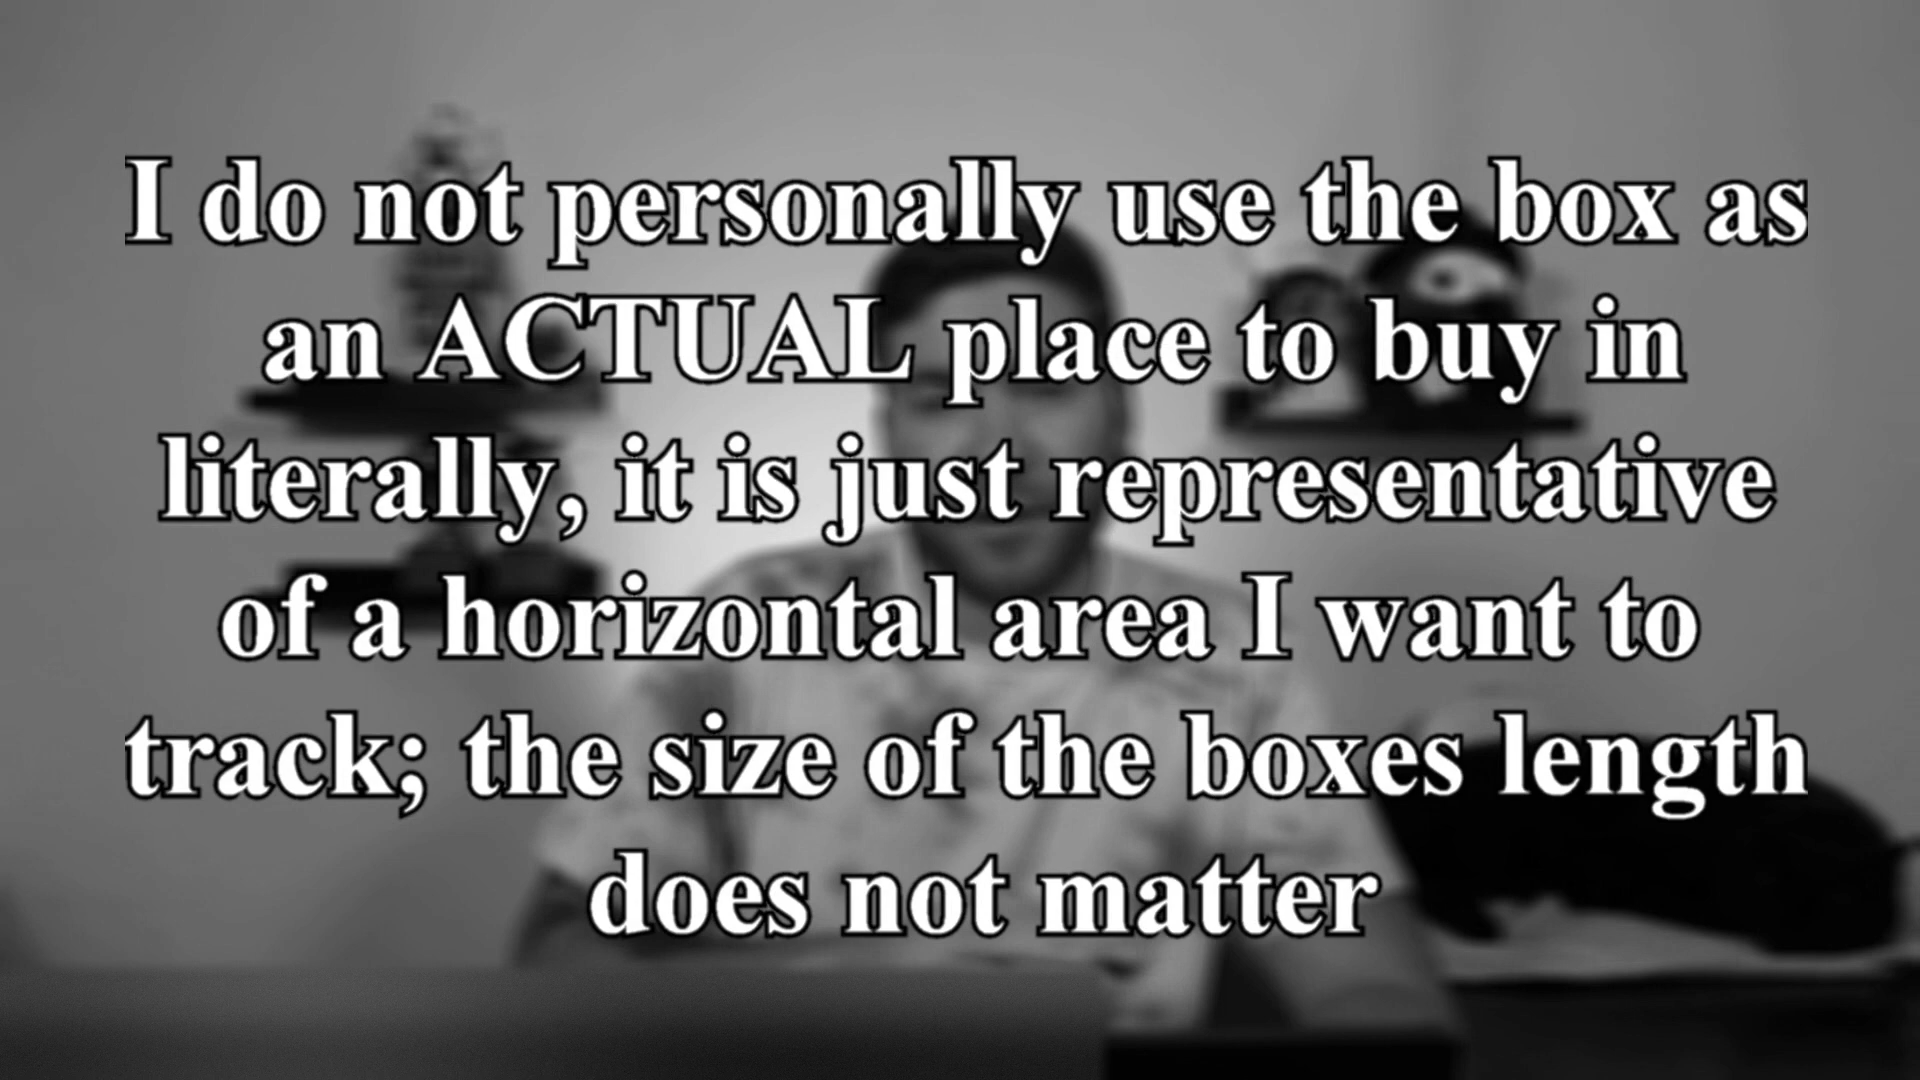 I do not personally use the box as
an ACTUAL place to buy in
literally, it is just representative
of a horizontal area I want to
track; the size of the boxes length
does not matter